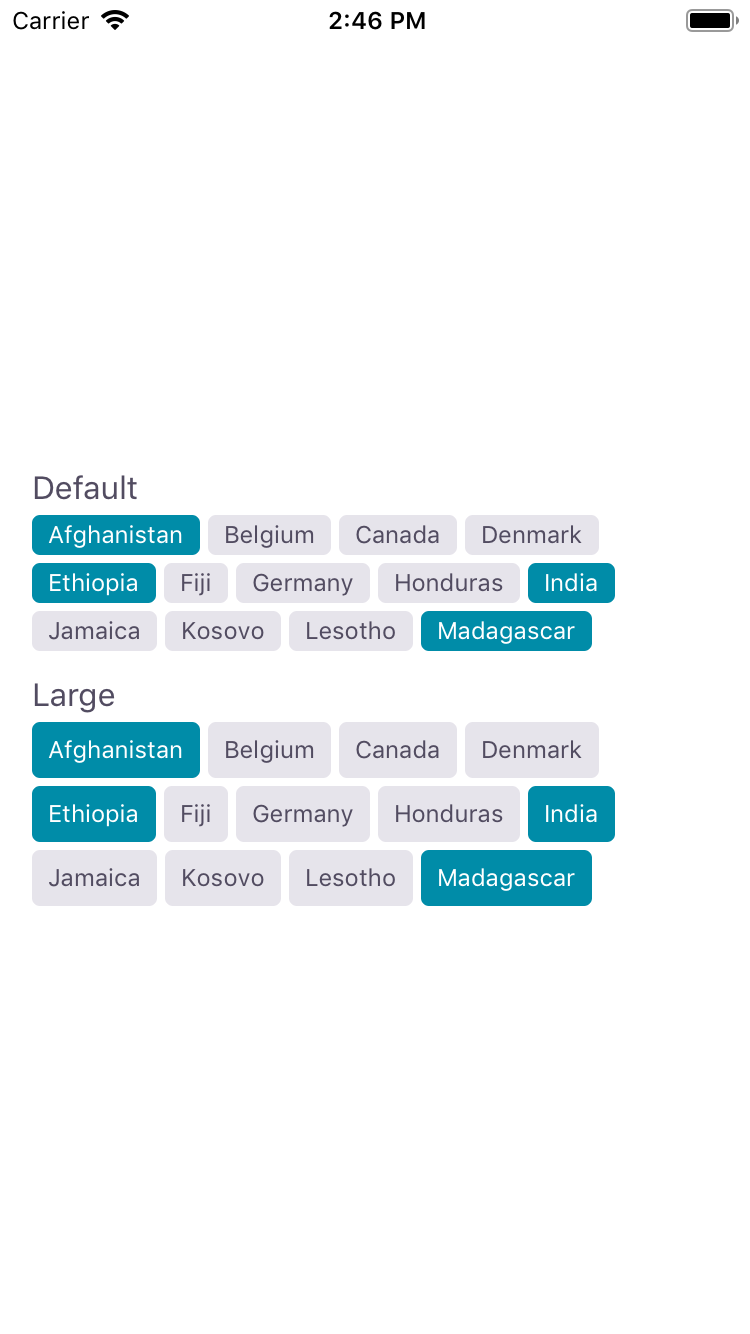 Carrier 2:46 PM
Default
Afghanistan Belgium Canada Denmark
Ethiopia Fiji Germany Honduras India
Jamaica Kosovo Lesotho Madagascar
Large
Afghanistan Belgium Canada Denmark
Ethiopia Fiji Germany Honduras India
Jamaica Kosovo Lesotho Madagascar